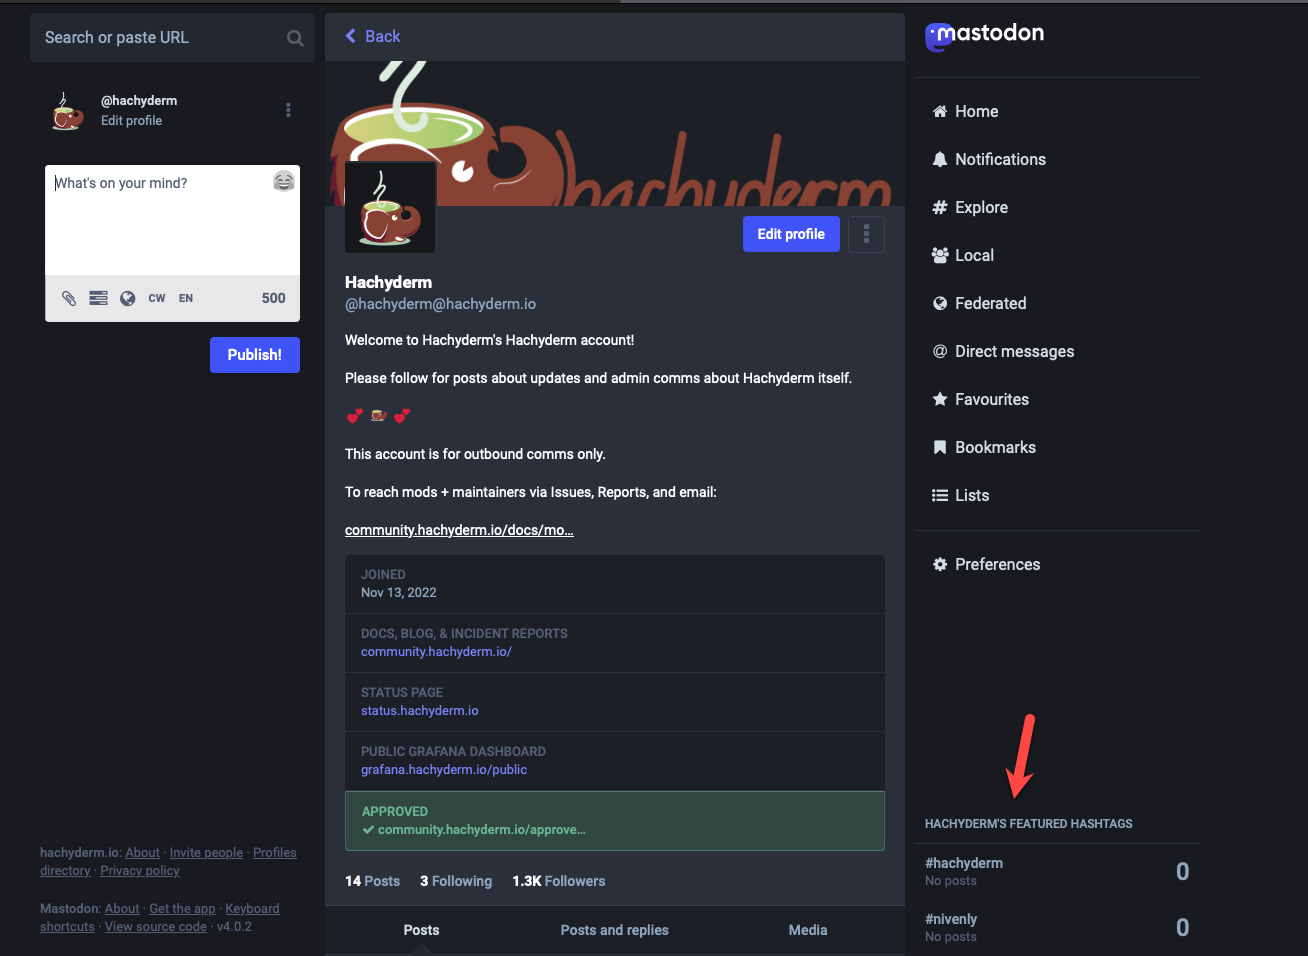 Search or paste URL
@hachyderm
Edit profile
What's on your mind?
CW EN 500
Publish!
hachyderm.io: About · Invite people · Profiles
directory · Privacy policy
Mastodon: About · Get the app · Keyboard
shortcuts · View source code · v4.0.2
Back
hachyderm
Edit profile
Hachyderm
@hachyderm@hachyderm.io
Welcome to Hachyderm's Hachyderm account!
Please follow for posts about updates and admin comms about Hachyderm itself.
💕 💕
This account is for outbound comms only.
To reach mods + maintainers via Issues, Reports, and email:
community.hachyderm.io/docs/mo…
JOINED
Nov 13, 2022
DOCS, BLOG, & INCIDENT REPORTS
community.hachyderm.io/
STATUS PAGE
status.hachyderm.io
PUBLIC GRAFANA DASHBOARD
grafana.hachyderm.io/public
APPROVED
✓ community.hachyderm.io/approve…
14 Posts 3 Following 1.3K Followers
Posts Posts and replies Media
mastodon
Home
Notifications
# Explore
Local
Federated
@ Direct messages
Favourites
Bookmarks
Lists
Preferences
HACHYDERM'S FEATURED HASHTAGS
#hachyderm
No posts
0
#nivenly
No posts
0